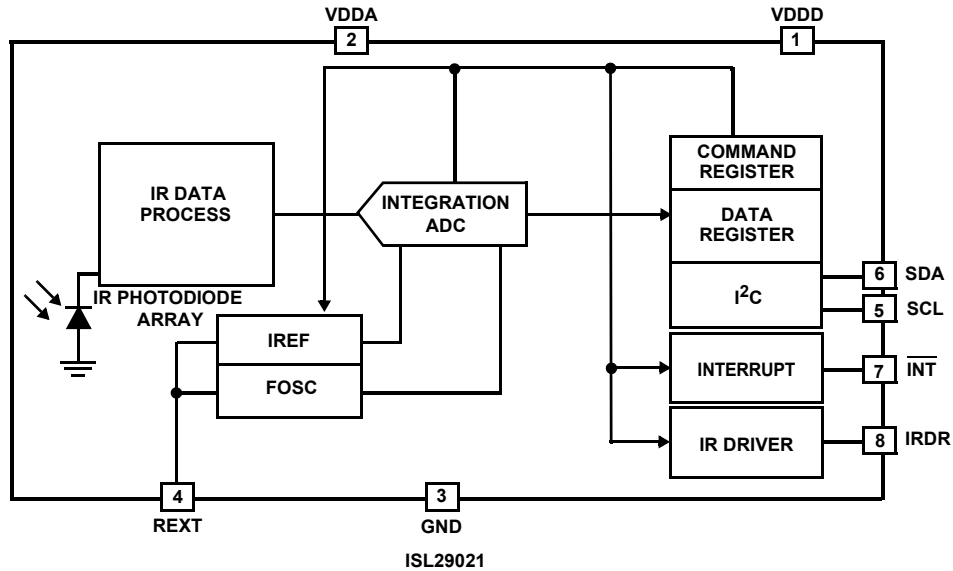 VDDA
VDDD
2
1
COMMAND
REGISTER
IR DATA
PROCESS
INTEGRATION
ADC
DATA
REGISTER
I²C
6 SDA
5 SCL
IR PHOTODIODE
ARRAY
IREF
FOSC
INTERRUPT
7 INT
IR DRIVER
8 IRDR
4
3
REXT
GND
ISL29021